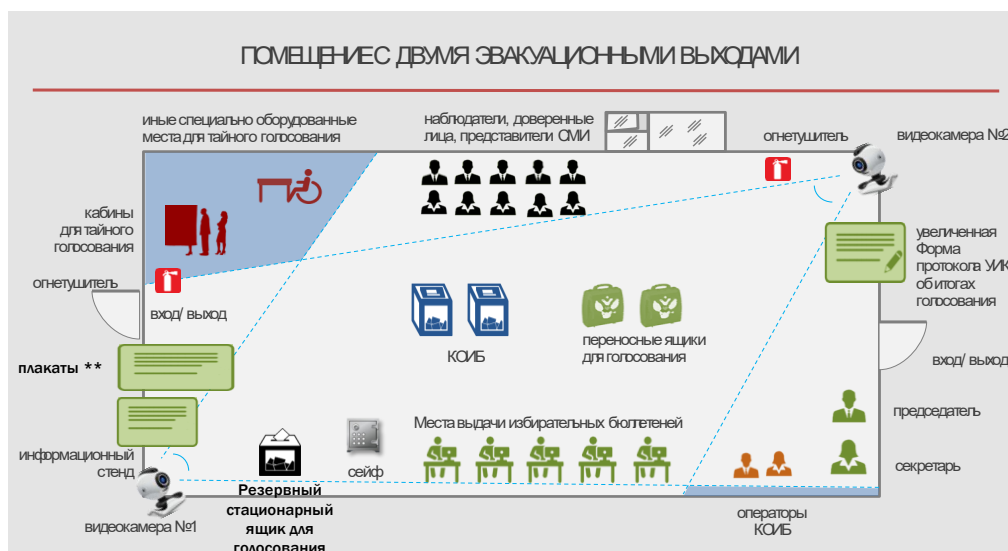 ПОМЕЩЕНИЕ С ДВУМЯ ЭВАКУАЦИОННЫМИ ВЫХОДАМИ
иные специально оборудованные
места для тайного голосования
наблюдатели, доверенные
лица, представители СМИ
огнетушитель
видеокамера №2
кабины
для тайного
голосования
увеличенная
Форма
протокола УИК
об итогах
голосования
огнетушитель
вход/ выход
КОИБ
переносные ящики
для голосования
вход/ выход
плакаты **
председатель
Места выдачи избирательных бюллетеней
информационный
стенд
сейф
секретарь
Резервный
стационарный
ящик для
голосования
видеокамера №1
операторы
КОИБ